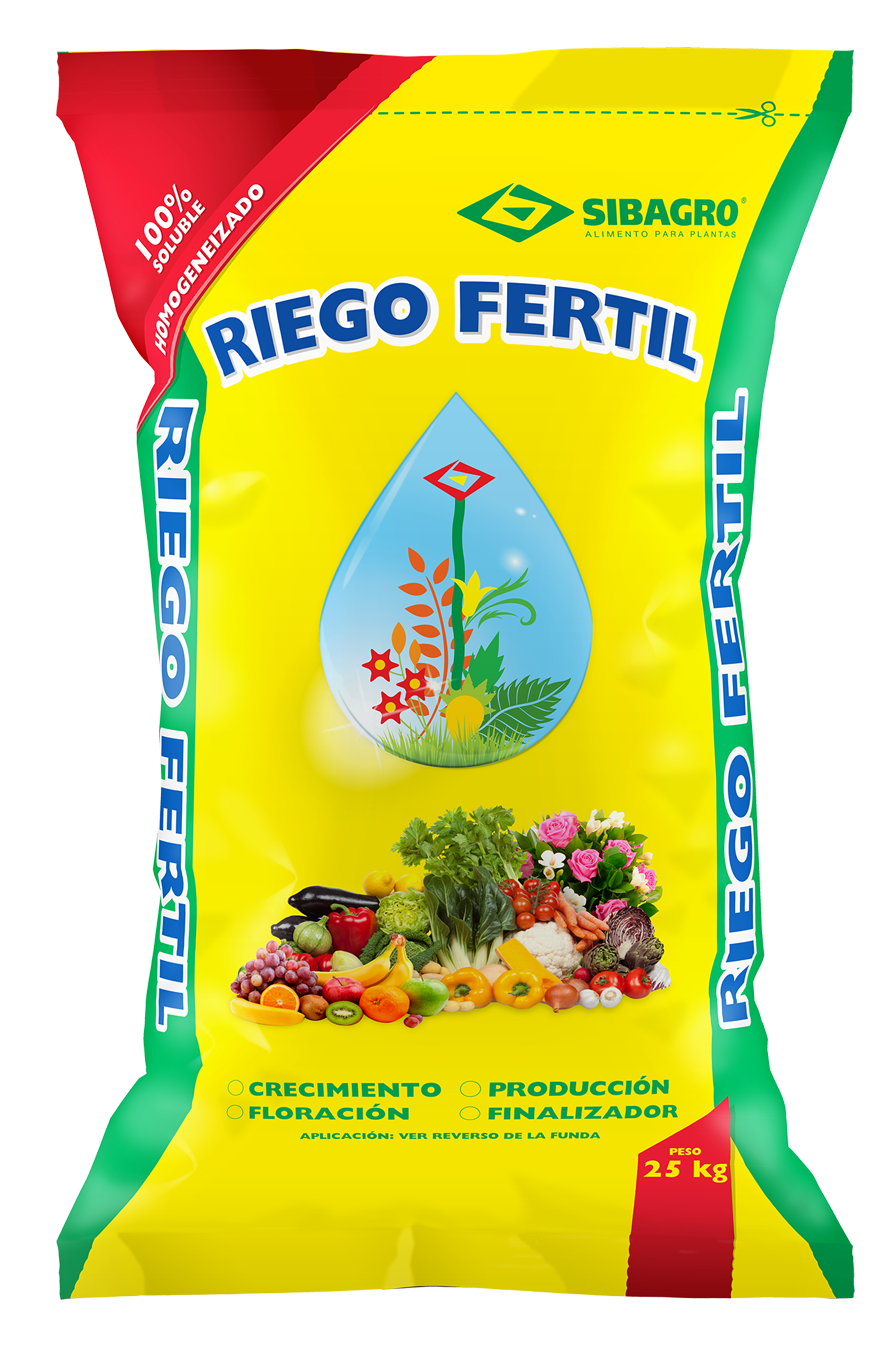 100%
SOLUBLE
HOMOGENEIZADO
SIBAGRO®
ALIMENTO PARA PLANTAS
RIEGO FERTIL
RIEGO FERTIL
RIEGO FERTIL
CRECIMIENTO
PRODUCCIÓN
FLORACIÓN
FINALIZADOR
APLICACIÓN: VER REVERSO DE LA FUNDA
PESO
25 kg